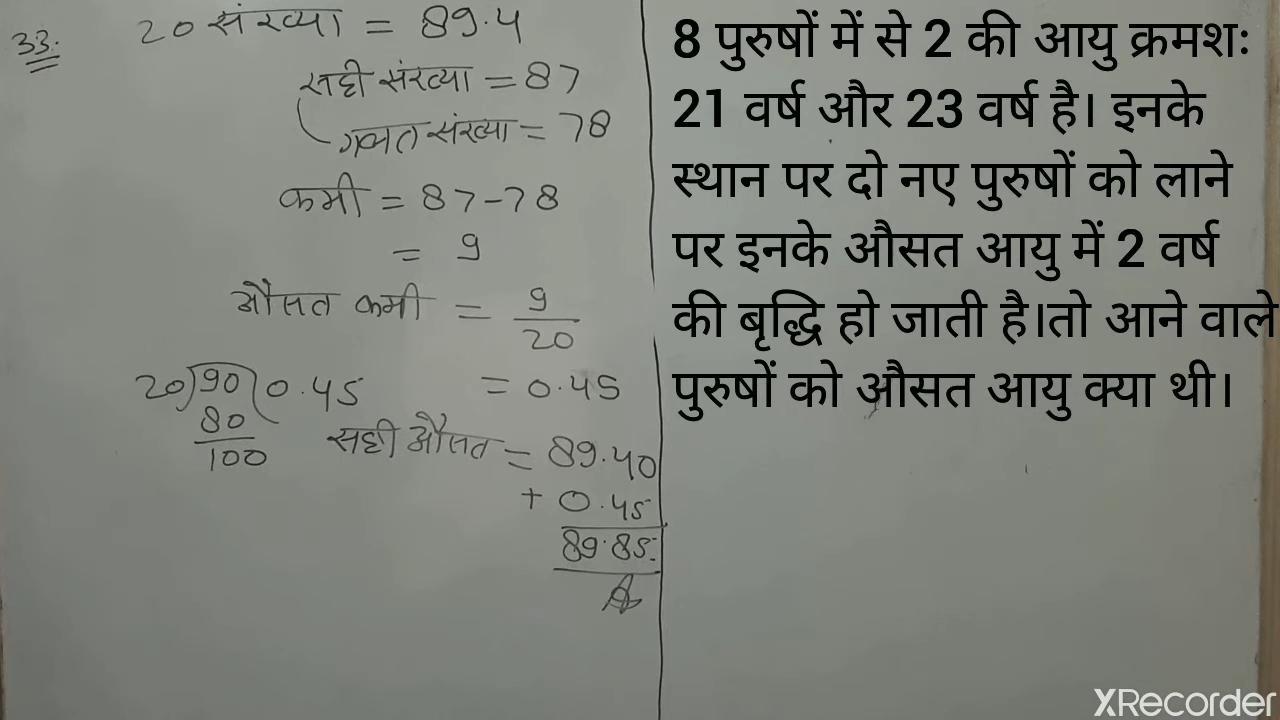 33.
20 संख्या = 89.4
सही संख्या = 87
गलत संख्या = 78
कमी = 87-78
= 9
औसत कमी = 9/20
= 0.45
20)90(0.45
80
100
सही औसत = 89.40
+ 0.45
89.85
A
8 पुरुषों में से 2 की आयु क्रमशः
21 वर्ष और 23 वर्ष है। इनके
स्थान पर दो नए पुरुषों को लाने
पर इनके औसत आयु में 2 वर्ष
की बृद्धि हो जाती है।तो आने वाले
पुरुषों को औसत आयु क्या थी।
XRecorder